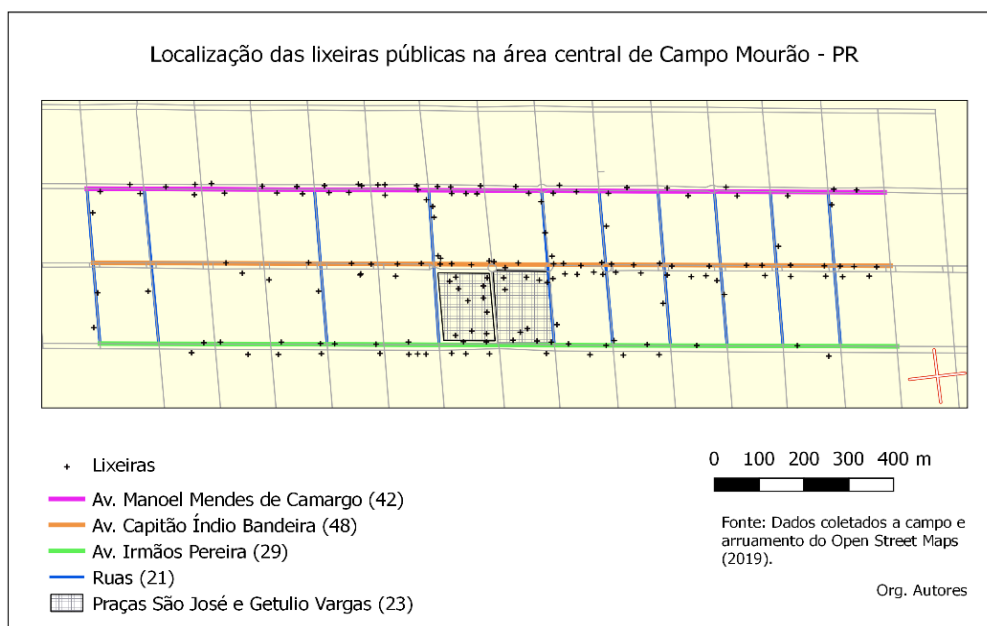 Localização das lixeiras públicas na área central de Campo Mourão - PR
Lixeiras
Av. Manoel Mendes de Camargo (42)
Av. Capitão Índio Bandeira (48)
Av. Irmãos Pereira (29)
Ruas (21)
Praças São José e Getulio Vargas (23)
0 100 200 300 400 m
Fonte: Dados coletados a campo e
arruamento do Open Street Maps
(2019).
Org. Autores